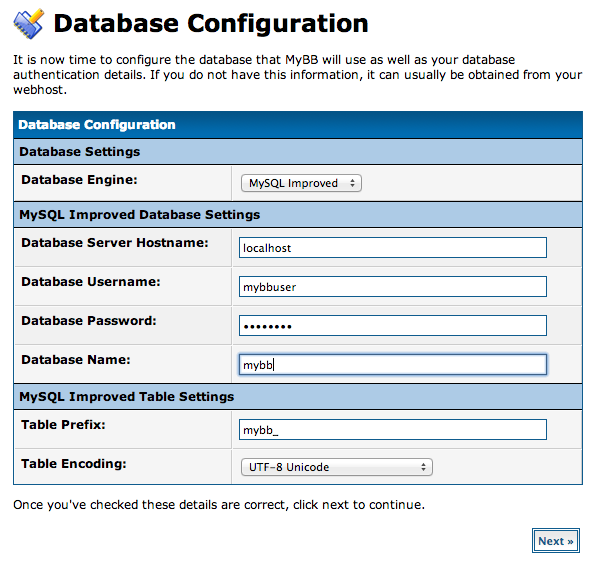 Database Configuration
It is now time to configure the database that MyBB will use as well as your database
authentication details. If you do not have this information, it can usually be obtained from your
webhost.
Database Configuration
Database Settings
Database Engine: MySQL Improved
MySQL Improved Database Settings
Database Server Hostname: localhost
Database Username: mybbuser
Database Password: ••••••••
Database Name: mybb
MySQL Improved Table Settings
Table Prefix: mybb_
Table Encoding: UTF-8 Unicode
Once you've checked these details are correct, click next to continue.
Next »